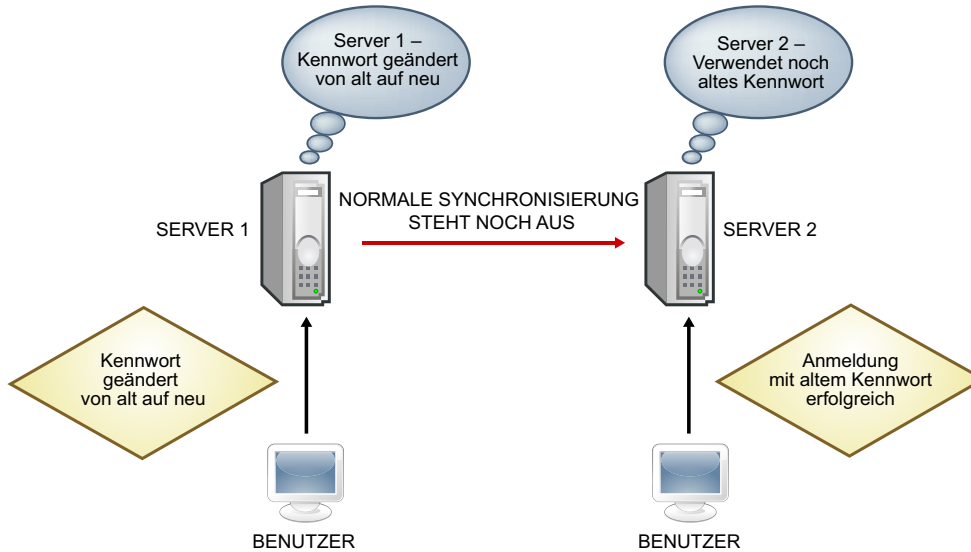 Server 1 –
Kennwort geändert
von alt auf neu
Server 2 –
Verwendet noch
altes Kennwort
NORMALE SYNCHRONISIERUNG
STEHT NOCH AUS
SERVER 1
SERVER 2
Kennwort
geändert
von alt auf neu
Anmeldung
mit altem Kennwort
erfolgreich
BENUTZER
BENUTZER